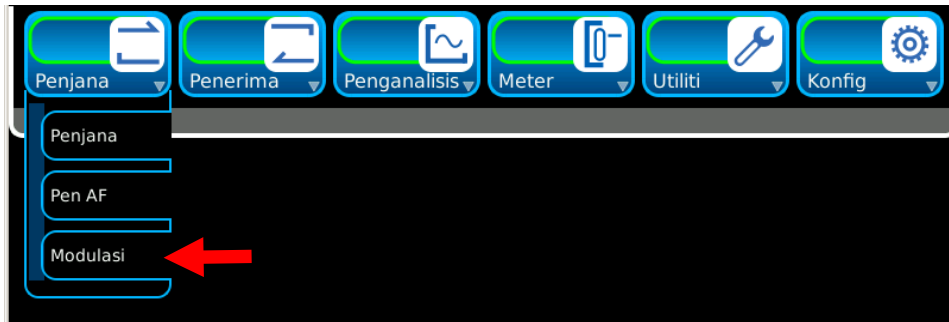 Penjana
Penerima
Penganalisis
Meter
Utiliti
Konfig
Penjana
Pen AF
Modulasi